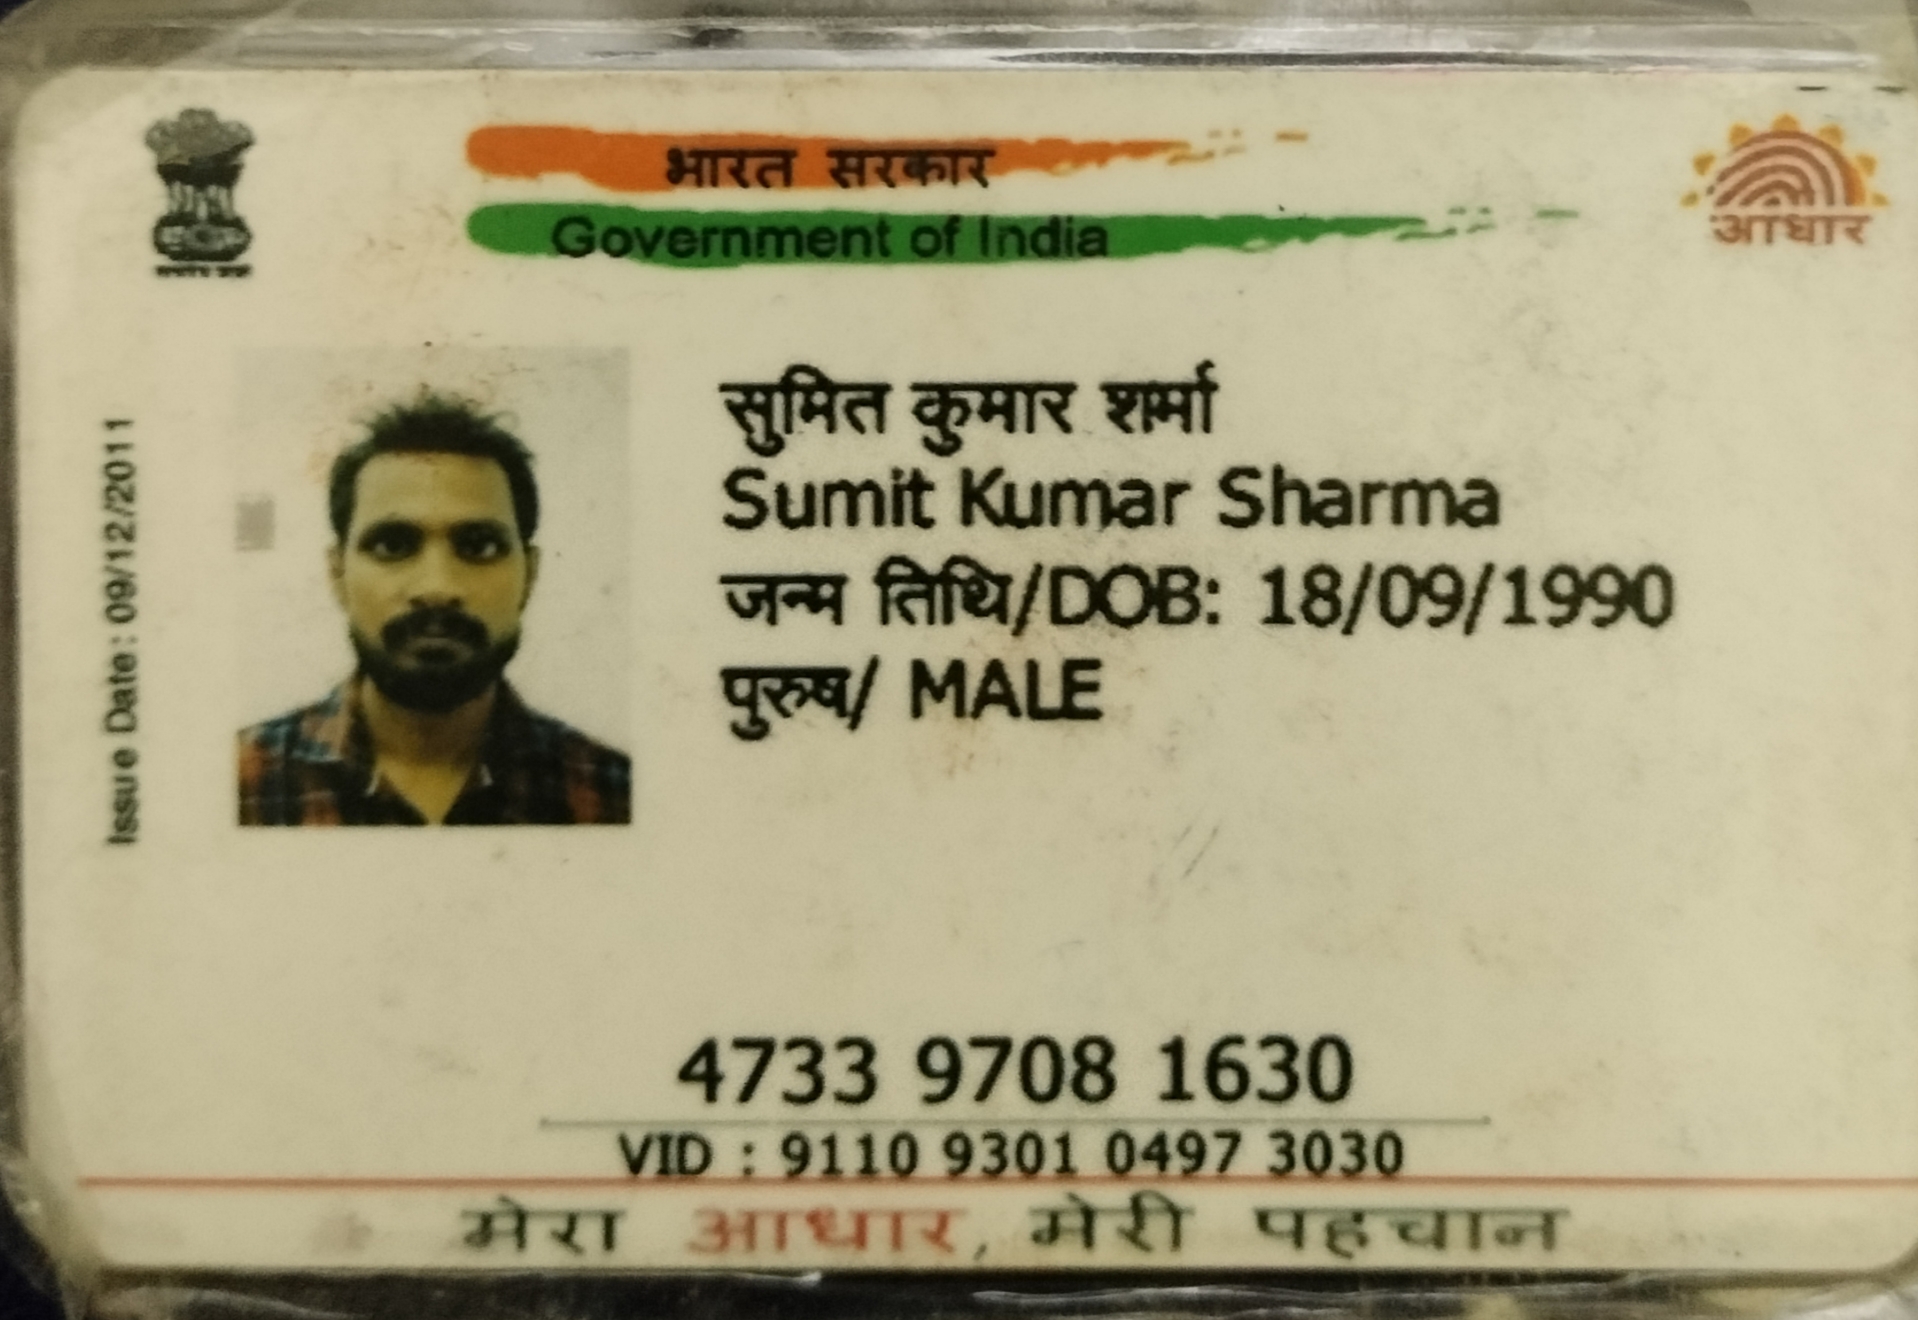 भारत सरकार
Government of India
आधार
Issue Date: 09/12/2011
सुमित कुमार शर्मा
Sumit Kumar Sharma
जन्म तिथि/DOB: 18/09/1990
पुरुष/ MALE
4733 9708 1630
VID : 9110 9301 0497 3030
मेरा आधार, मेरी पहचान